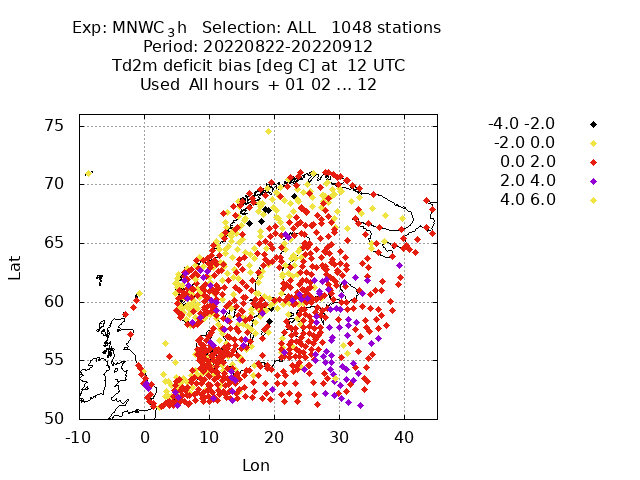 Exp: MNWC_3h   Selection: ALL   1048 stations
Period: 20220822-20220912
Td2m deficit bias [deg C] at  12 UTC
Used  All hours  + 01 02 ... 12
-4.0 -2.0
-2.0 0.0
0.0 2.0
2.0 4.0
4.0 6.0
75
70
65
60
55
50
Lat
-10 0 10 20 30 40
Lon